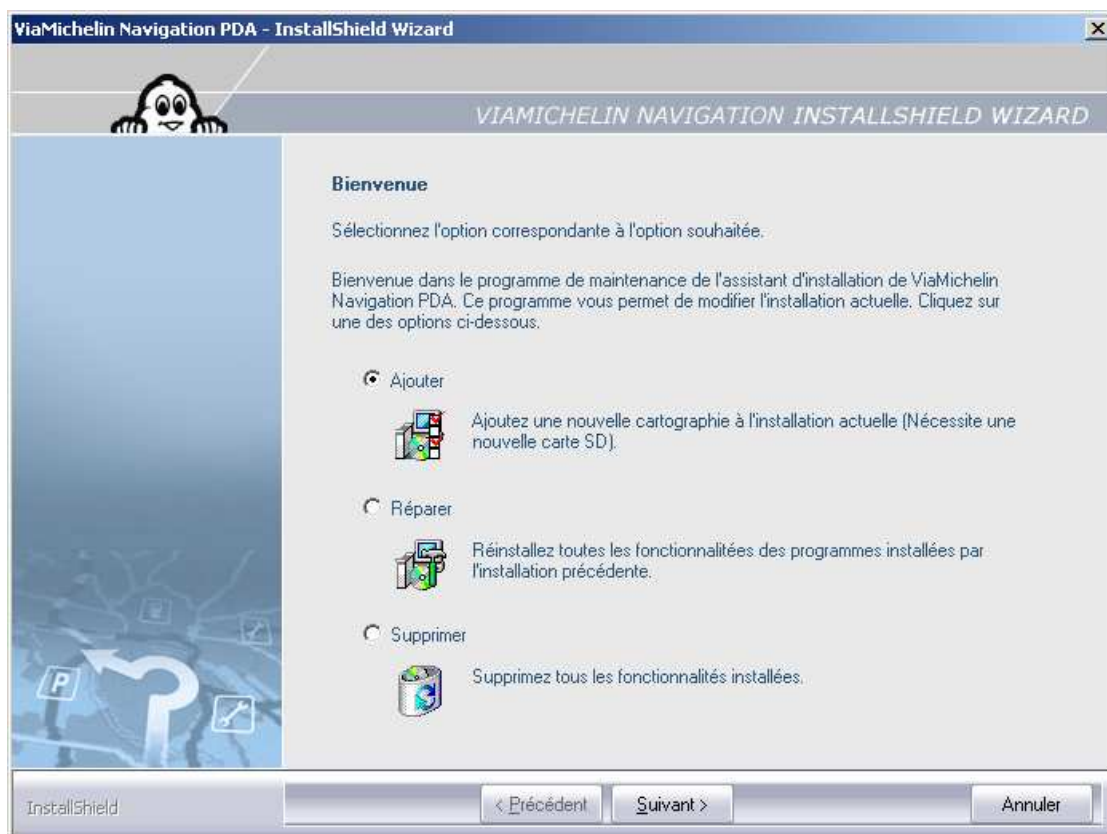 ViaMichelin Navigation PDA - InstallShield Wizard
VIAMICHELIN NAVIGATION INSTALLSHIELD WIZARD
Bienvenue
Sélectionnez l'option correspondante à l'option souhaitée.
Bienvenue dans le programme de maintenance de l'assistant d'installation de ViaMichelin
Navigation PDA. Ce programme vous permet de modifier l'installation actuelle. Cliquez sur
une des options ci-dessous.
Ajouter
Ajoutez une nouvelle cartographie à l'installation actuelle (Nécessite une
nouvelle carte SD).
Réparer
Réinstallez toutes les fonctionnalitées des programmes installées par
l'installation précédente.
Supprimer
Supprimez tous les fonctionnalités installées.
P
InstallShield
< Précédent
Suivant >
Annuler